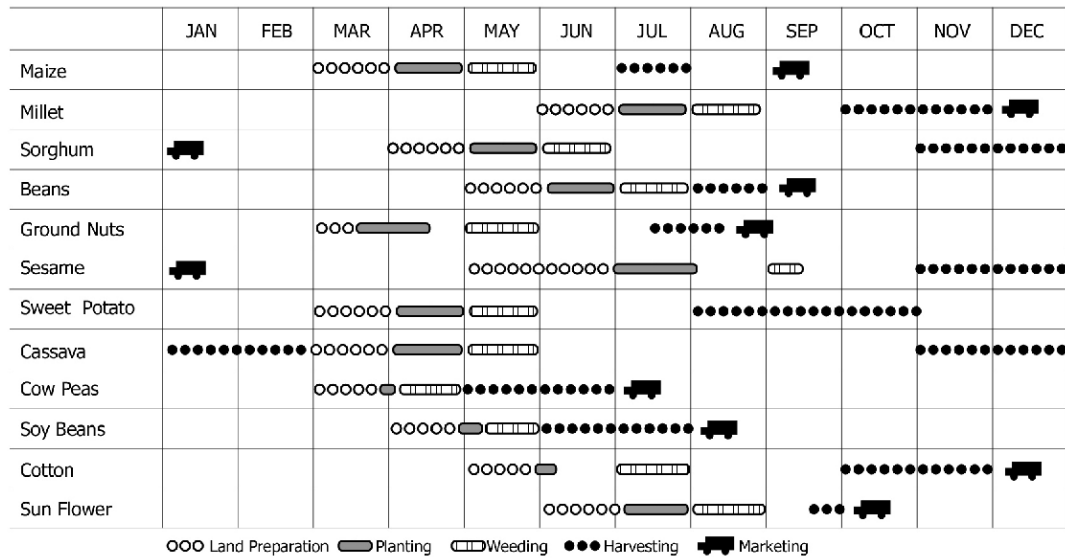 JAN FEB MAR APR MAY JUN JUL AUG SEP OCT NOV DEC
Maize
Millet
Sorghum
Beans
Ground Nuts
Sesame
Sweet Potato
Cassava
Cow Peas
Soy Beans
Cotton
Sun Flower
Land Preparation Planting Weeding Harvesting Marketing